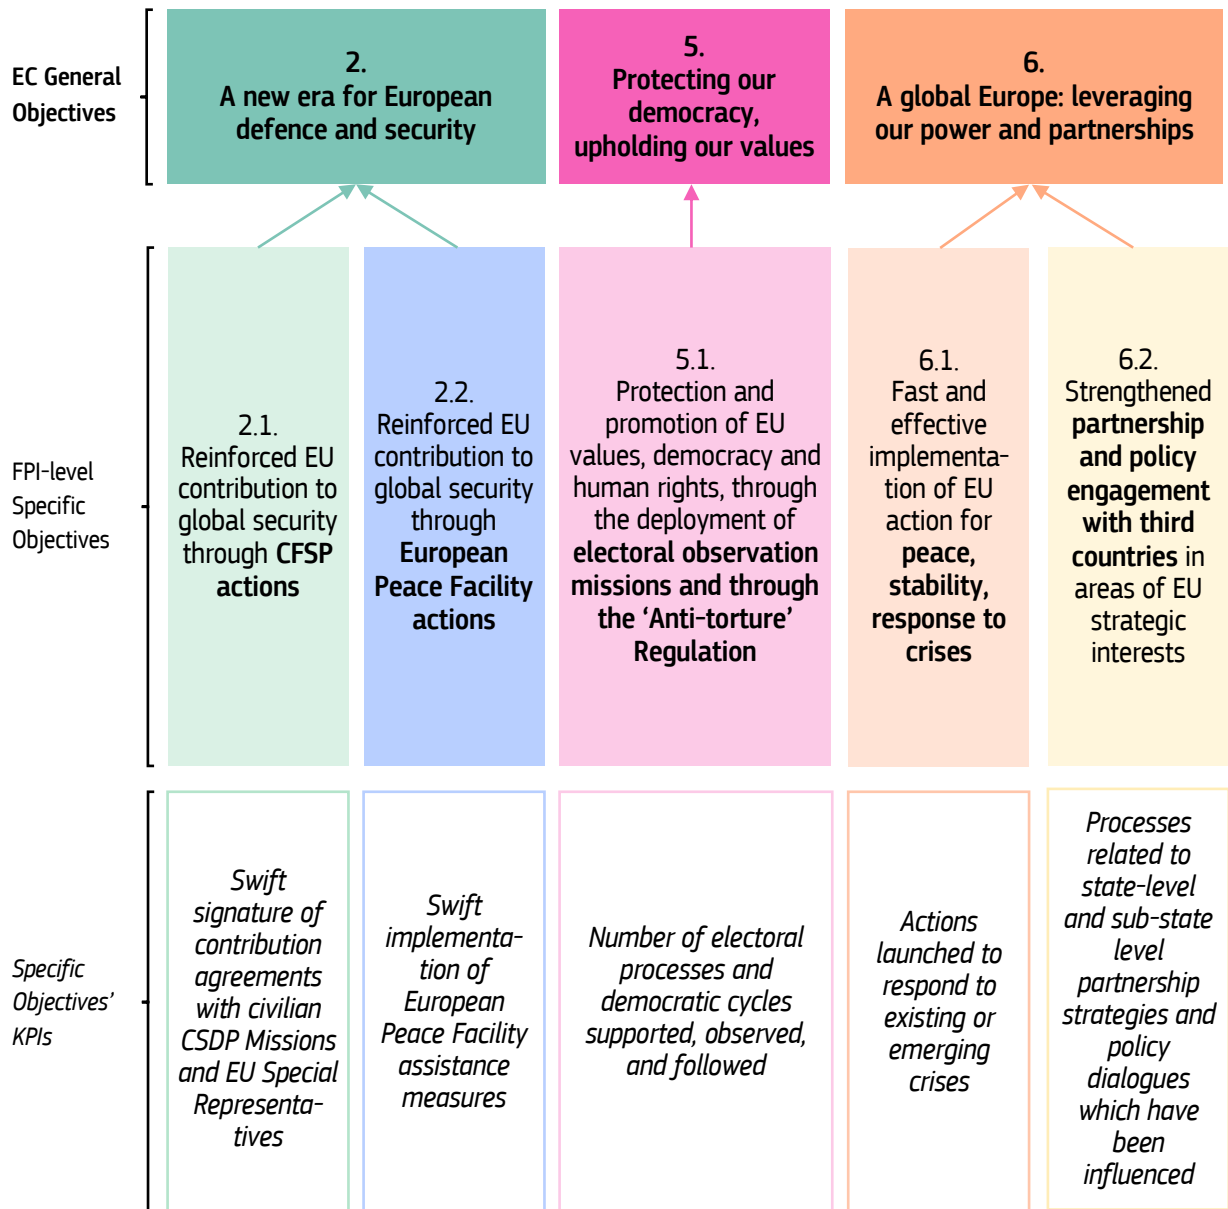 EC General
Objectives
2.
A new era for European
defence and security
5.
Protecting our
democracy,
upholding our values
6.
A global Europe: leveraging
our power and partnerships
FPI-level
Specific
Objectives
2.1.
Reinforced EU
contribution to
global security
through CFSP
actions
2.2.
Reinforced EU
contribution to
global security
through
European
Peace Facility
actions
5.1.
Protection and
promotion of EU
values, democracy and
human rights, through
the deployment of
electoral observation
missions and through
the ‘Anti-torture’
Regulation
6.1.
Fast and
effective
implementa-
tion of EU
action for
peace,
stability,
response to
crises
6.2.
Strengthened
partnership
and policy
engagement
with third
countries in
areas of EU
strategic
interests
Specific
Objectives’
KPIs
Swift
signature of
contribution
agreements
with civilian
CSDP Missions
and EU Special
Representa-
tives
Swift
implementa-
tion of
European
Peace Facility
assistance
measures
Number of electoral
processes and
democratic cycles
supported, observed,
and followed
Actions
launched to
respond to
existing or
emerging
crises
Processes
related to
state-level
and sub-state
level
partnership
strategies and
policy
dialogues
which have
been
influenced